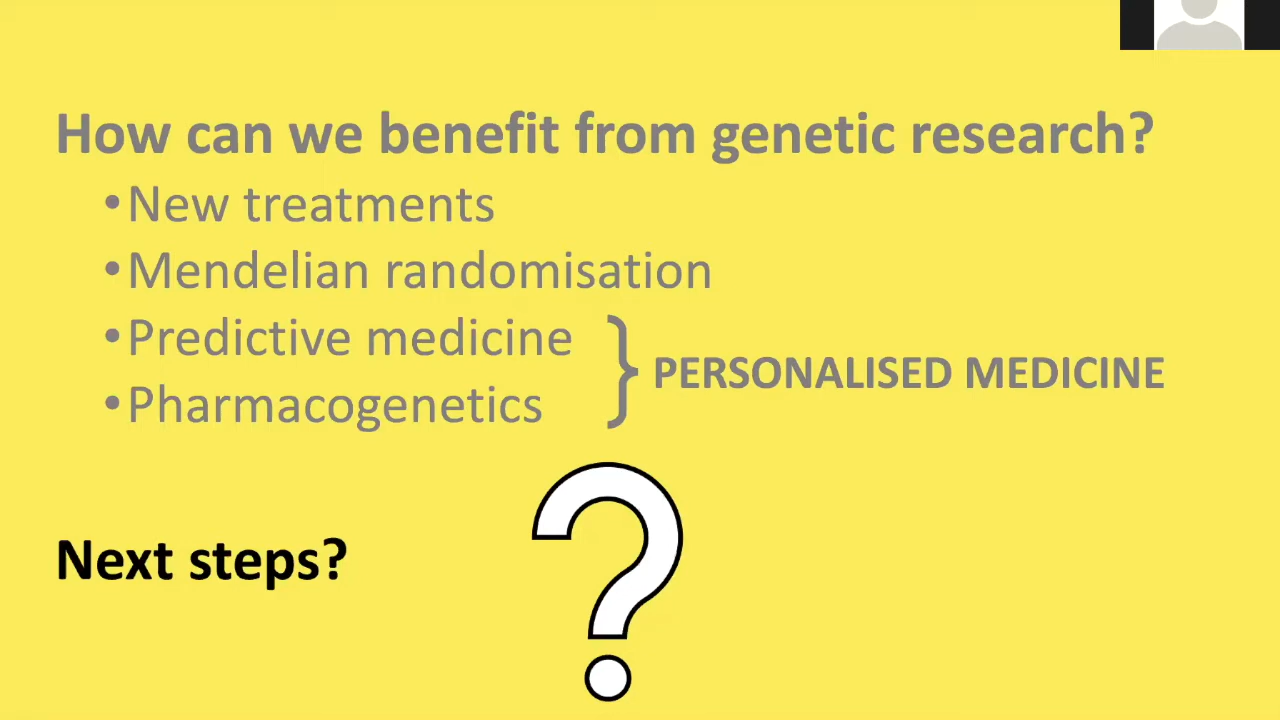 How can we benefit from genetic research?
•New treatments
•Mendelian randomisation
•Predictive medicine
•Pharmacogenetics
} PERSONALISED MEDICINE
Next steps?
?